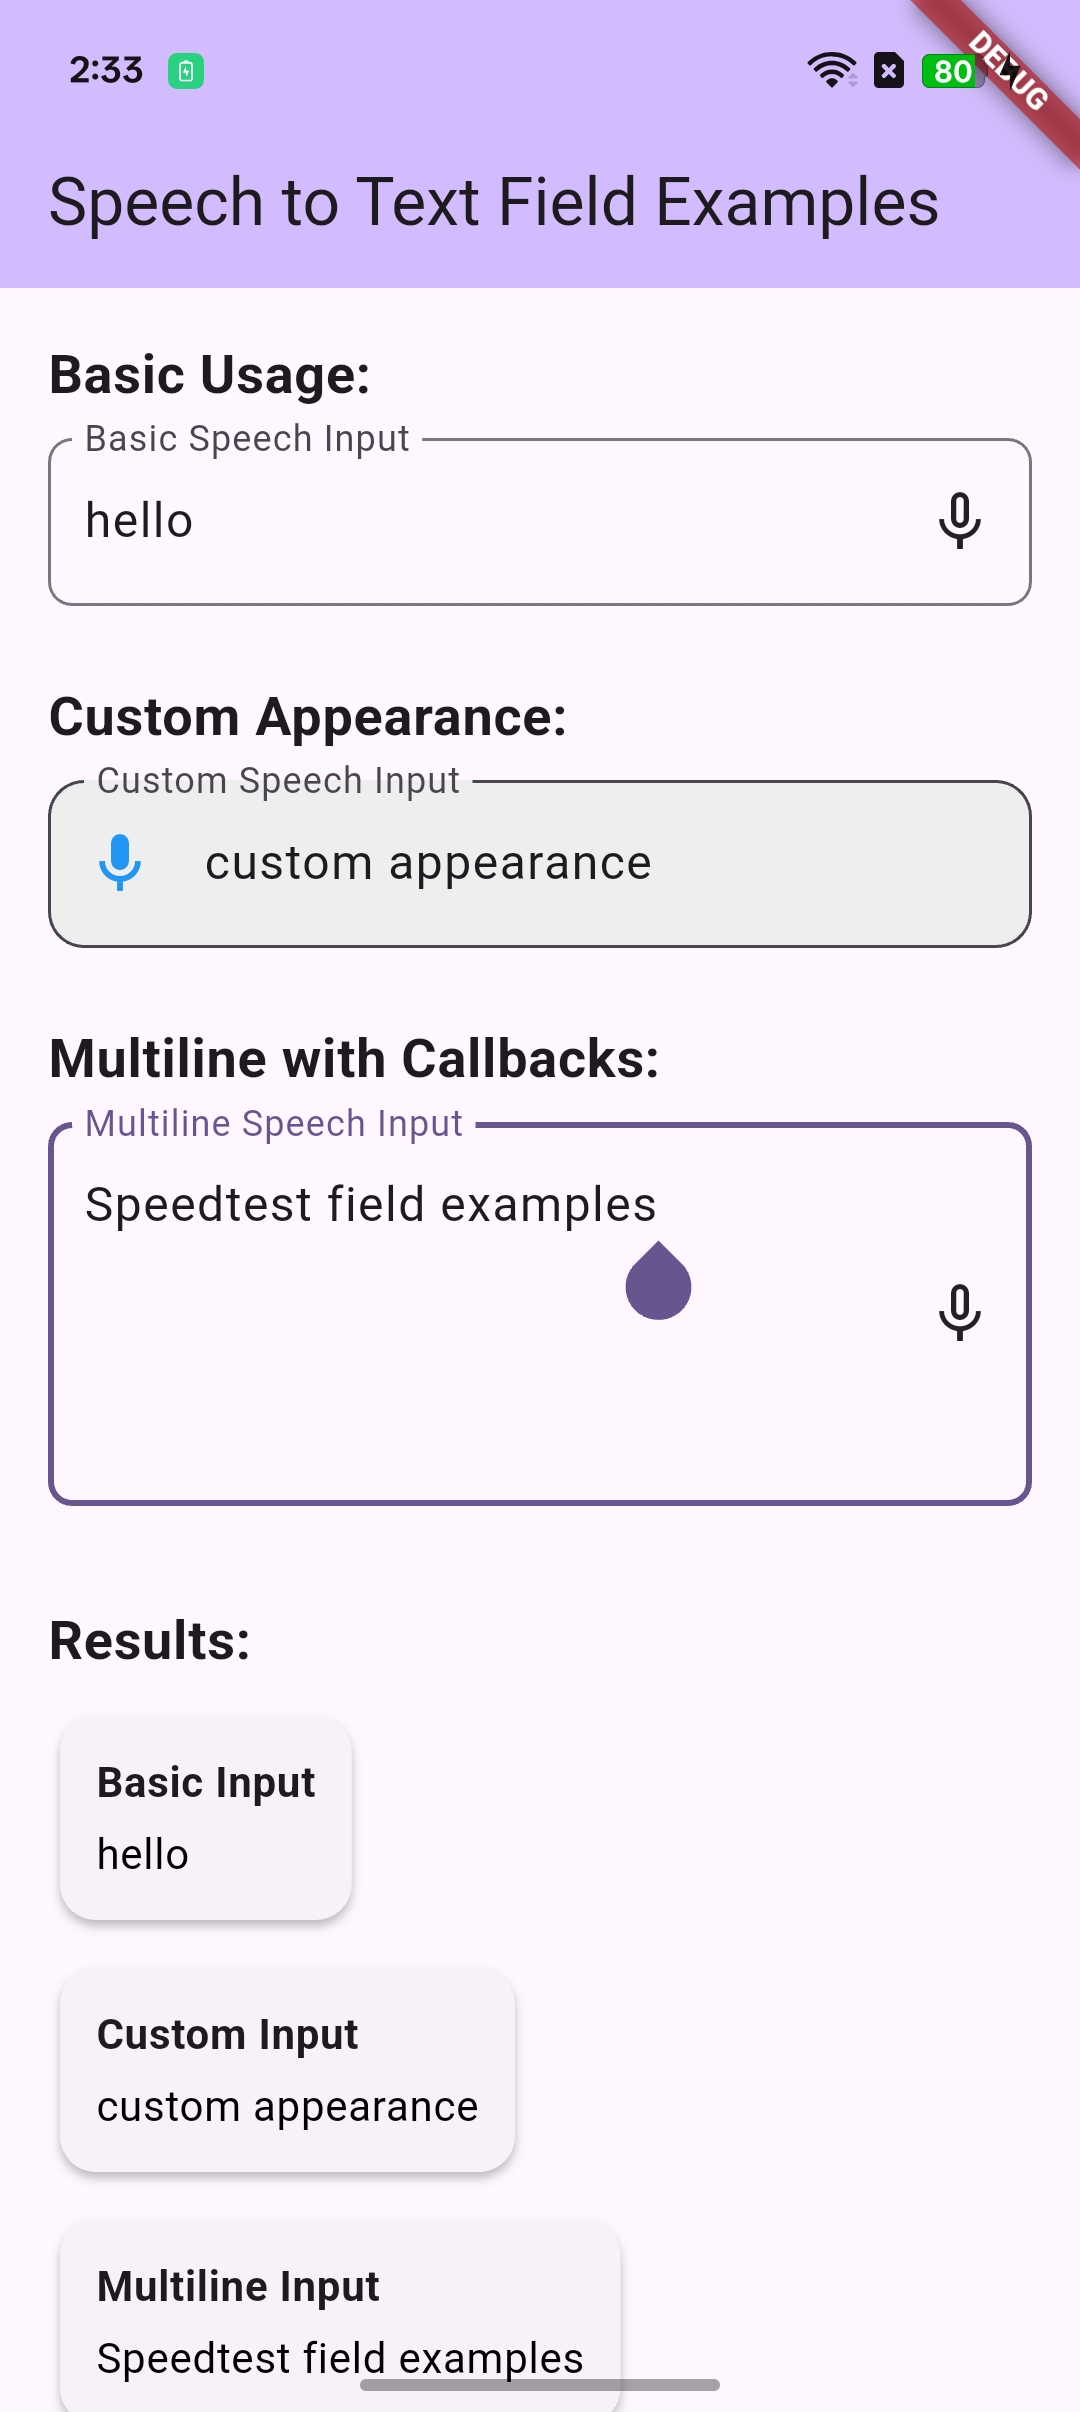 2:33
80
DEBUG
Speech to Text Field Examples
Basic Usage:
Basic Speech Input
hello
Custom Appearance:
Custom Speech Input
custom appearance
Multiline with Callbacks:
Multiline Speech Input
Speedtest field examples
Results:
Basic Input
hello
Custom Input
custom appearance
Multiline Input
Speedtest field examples